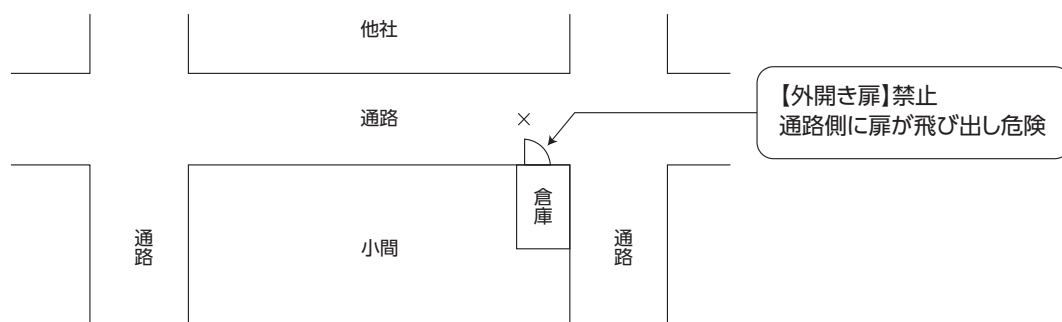 他社
【外開き扉】禁止
通路側に扉が飛び出し危険
通路
×
倉庫
通路
小間
通路